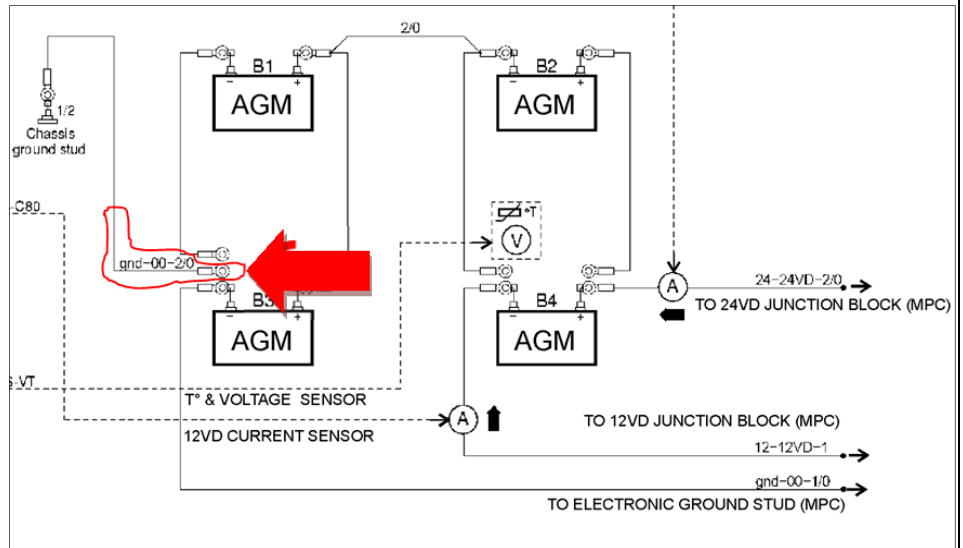 2/0
B1
B2
- +
- +
AGM
AGM
1/2
Chassis
ground stud
-C80
°T
V
gnd-00-2/0
24-24VD-2/0
A
TO 24VD JUNCTION BLOCK (MPC)
B3
B4
- +
- +
AGM
AGM
S-VT
T° & VOLTAGE SENSOR
A
TO 12VD JUNCTION BLOCK (MPC)
12VD CURRENT SENSOR
12-12VD-1
gnd-00-1/0
TO ELECTRONIC GROUND STUD (MPC)